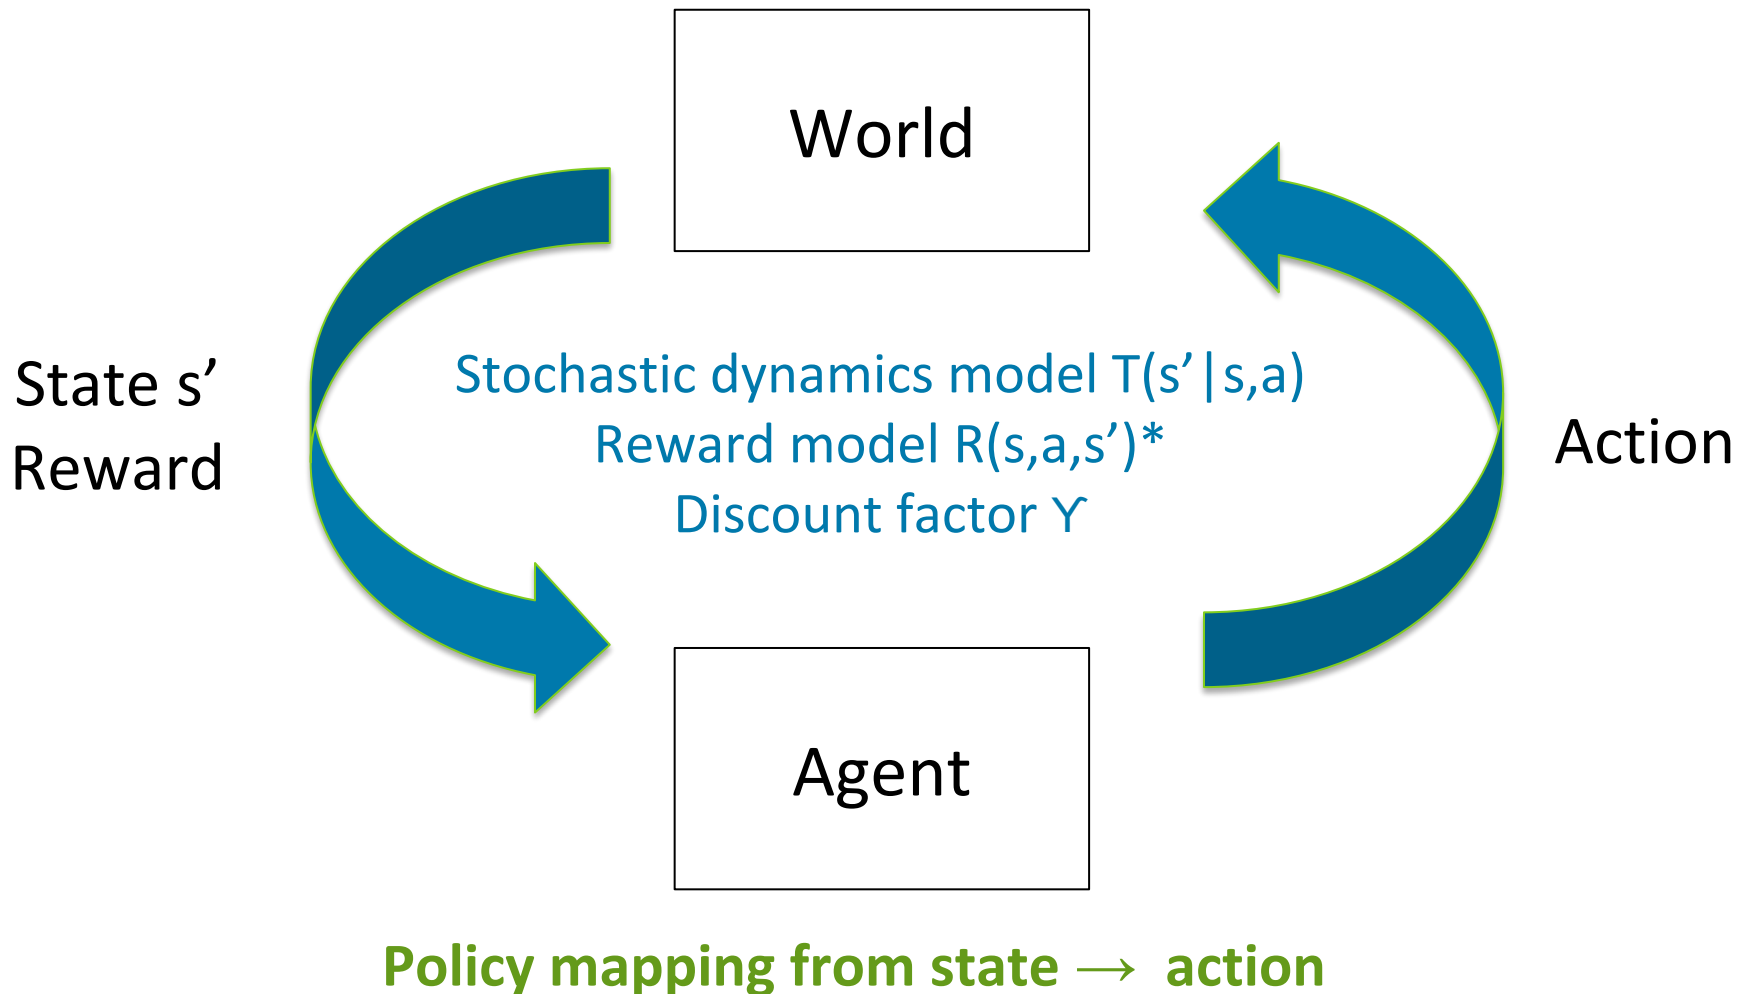 World
State s’
Reward
Stochastic dynamics model T(s’|s,a)
Reward model R(s,a,s’)*
Discount factor ϒ
Action
Agent
Policy mapping from state → action